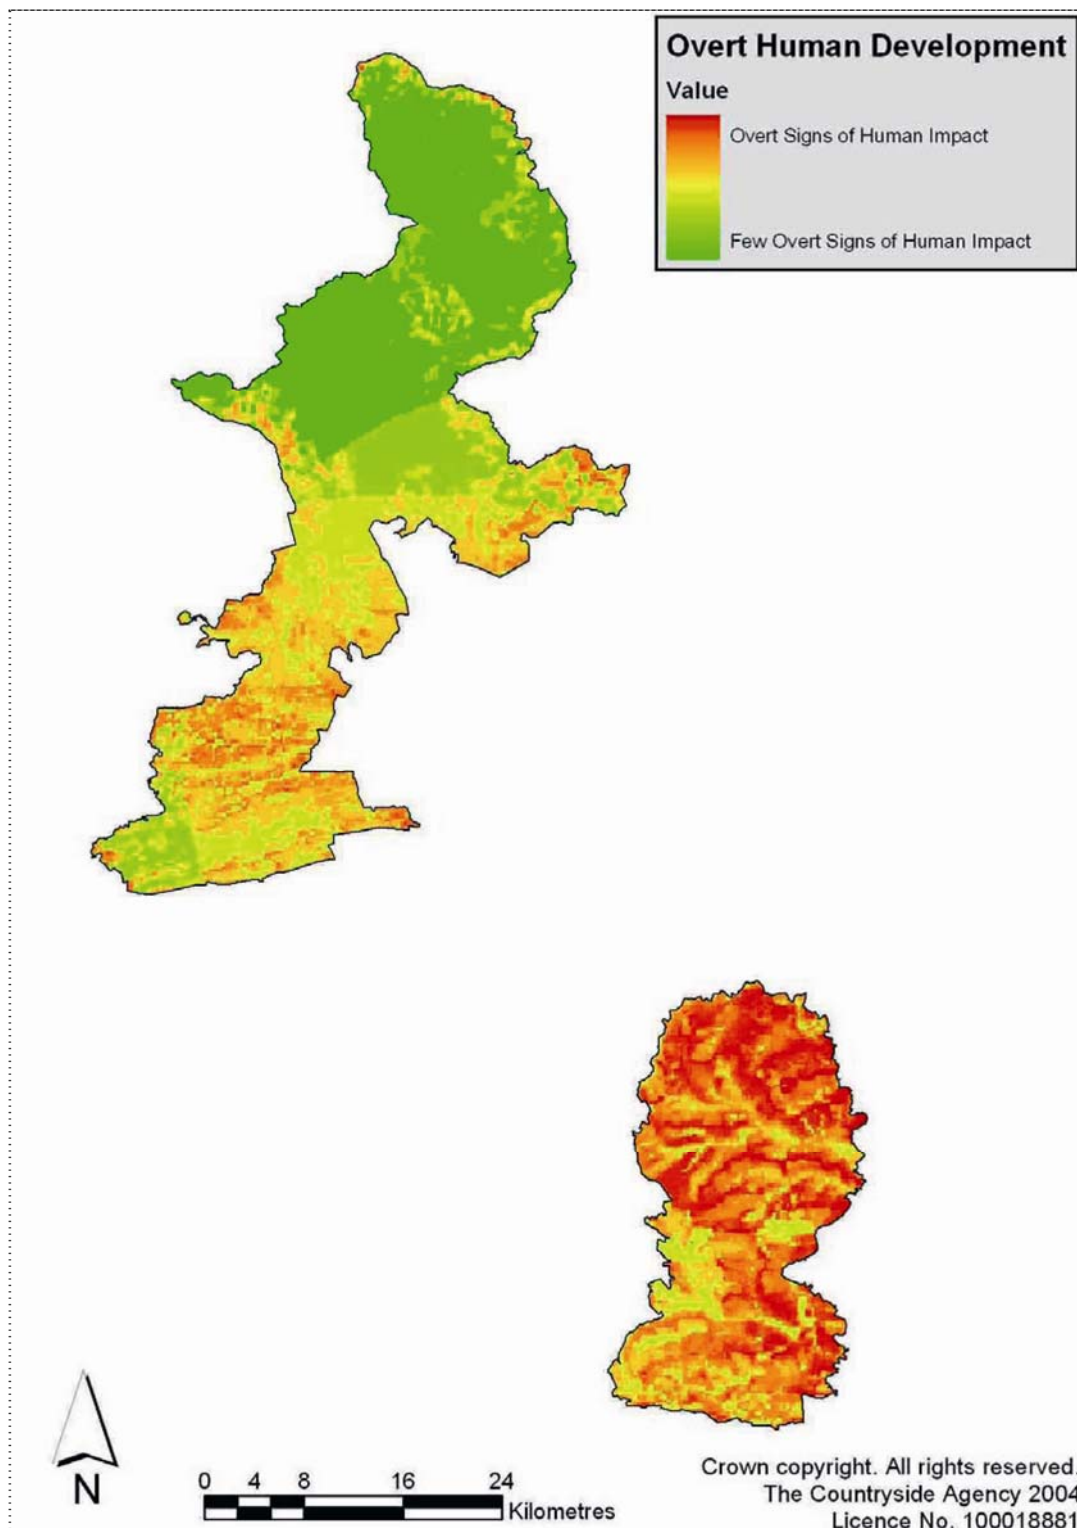 Overt Human Development
Value
Overt Signs of Human Impact
Few Overt Signs of Human Impact
N
0 4 8 16 24
Kilometres
Crown copyright. All rights reserved.
The Countryside Agency 2004
Licence No. 100018881